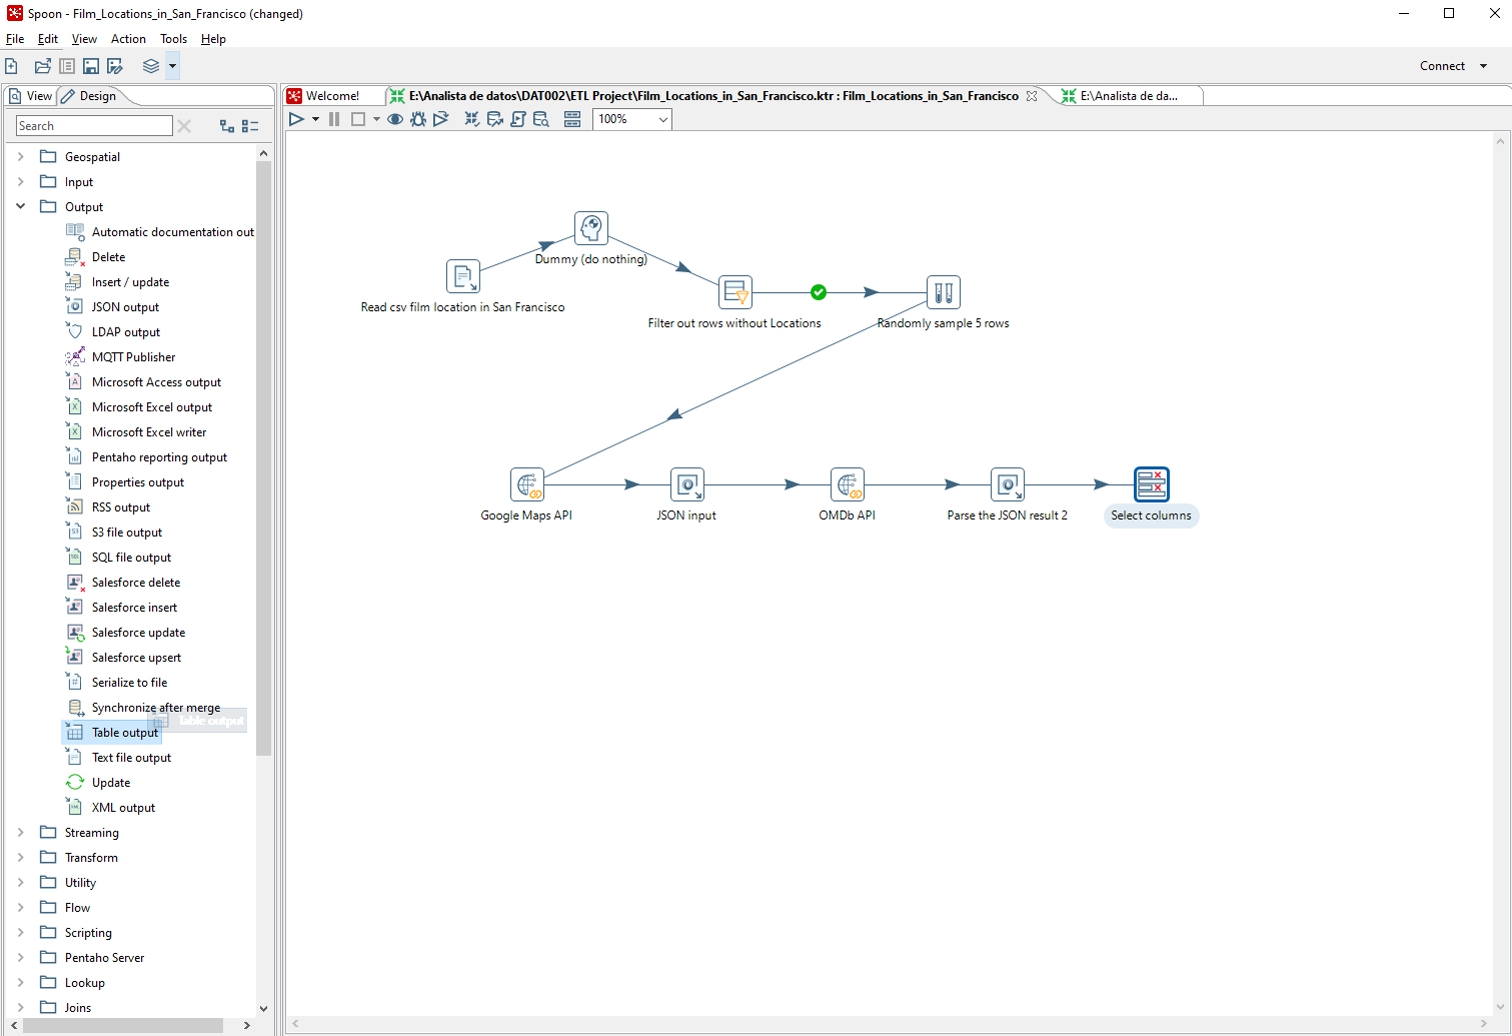 Spoon - Film_Locations_in_San_Francisco (changed)
File Edit View Action Tools Help
Connect
View Design
Welcome! E:\Analista de datos\DAT002\ETL Project\Film_Locations_in_San_Francisco.ktr : Film_Locations_in_San_Francisco E:\Analista de da...
Search
100%
Geospatial
Input
Output
Automatic documentation out
Delete
Insert / update
JSON output
LDAP output
MQTT Publisher
Microsoft Access output
Microsoft Excel output
Microsoft Excel writer
Pentaho reporting output
Properties output
RSS output
S3 file output
SQL file output
Salesforce delete
Salesforce insert
Salesforce update
Salesforce upsert
Serialize to file
Synchronize after merge
Table output
Table output
Text file output
Update
XML output
Streaming
Transform
Utility
Flow
Scripting
Pentaho Server
Lookup
Joins
Dummy (do nothing)
Read csv film location in San Francisco
Filter out rows without Locations
Randomly sample 5 rows
Google Maps API
JSON input
OMDb API
Parse the JSON result 2
Select columns